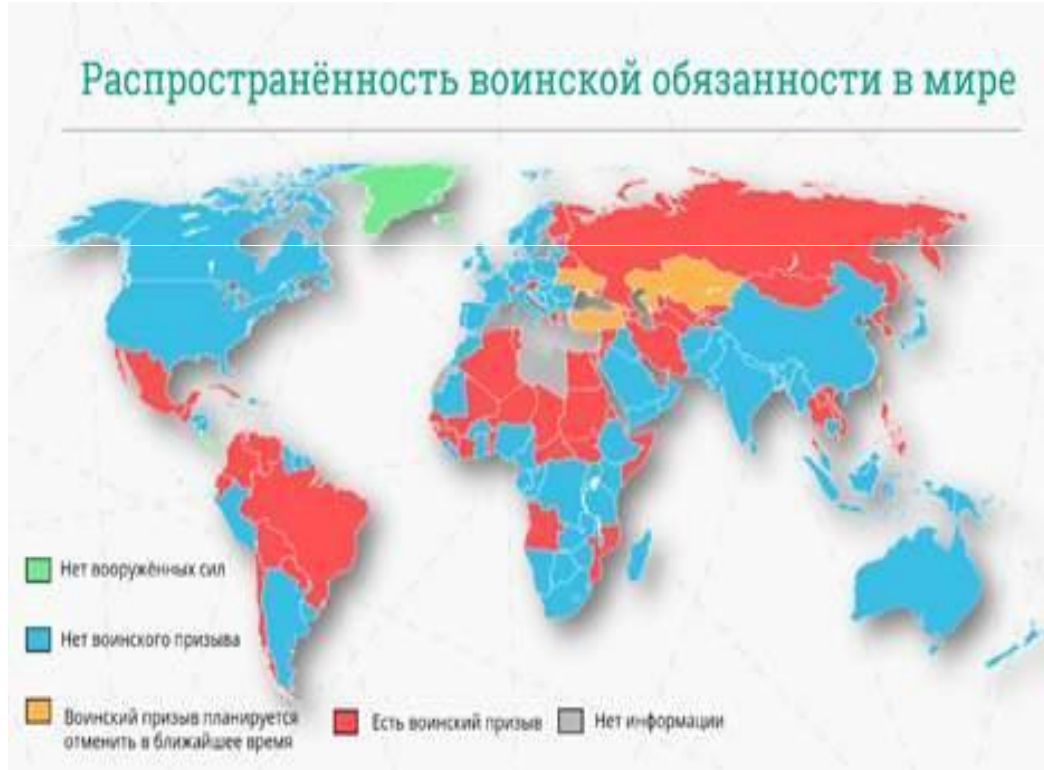 Распространённость воинской обязанности в мире
Нет вооружённых сил
Нет воинского призыва
Воинский призыв планируется
отменить в ближайшее время
Есть воинский призыв
Нет информации